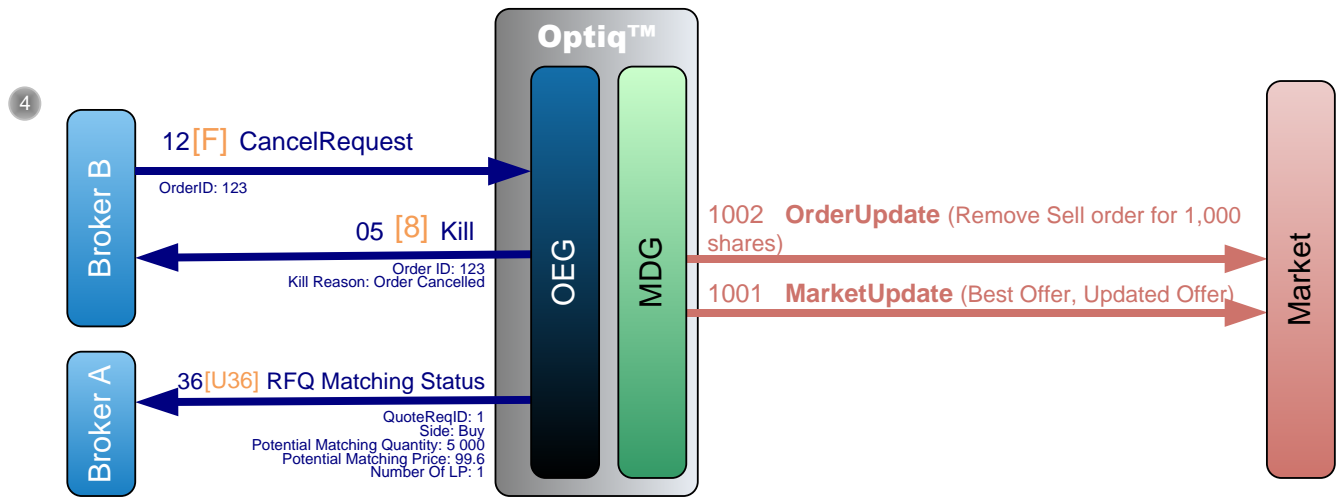 Optiq™
4
Broker B
12[F] CancelRequest
OrderID: 123
05 [8] Kill
Order ID: 123
Kill Reason: Order Cancelled
OEG
MDG
1002 OrderUpdate (Remove Sell order for 1,000
shares)
1001 MarketUpdate (Best Offer, Updated Offer)
Market
Broker A
36[U36] RFQ Matching Status
QuoteReqID: 1
Side: Buy
Potential Matching Quantity: 5 000
Potential Matching Price: 99.6
Number Of LP: 1